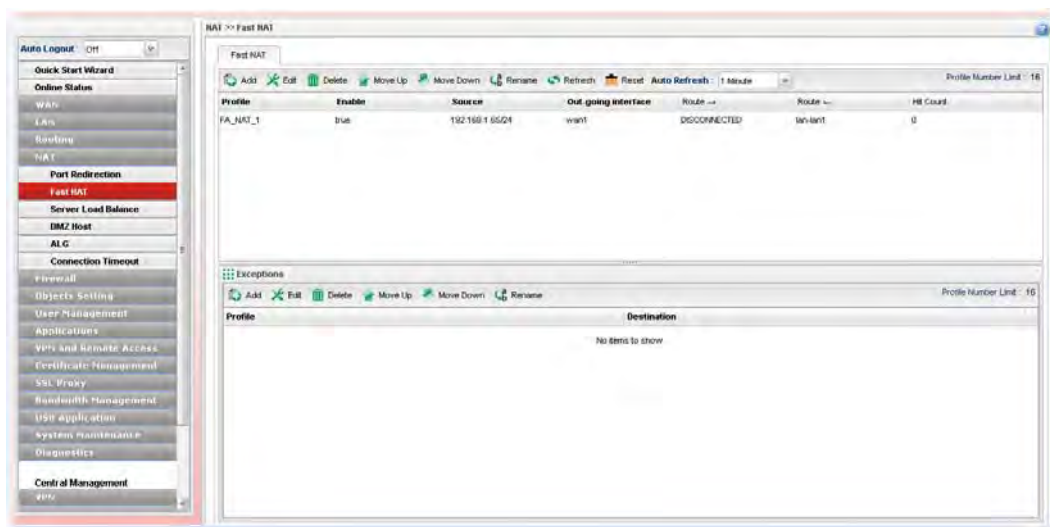 NAT >> Fast NAT
Auto Logout : Off
Quick Start Wizard
Online Status
WAN
LAN
Routing
NAT
Port Redirection
Fast NAT
Server Load Balance
DMZ Host
ALG
Connection Timeout
Firewall
Objects Setting
User Management
Applications
VPN and Remote Access
Certificate Management
SSL Proxy
Bandwidth Management
USB Application
System Maintenance
Diagnostics
Central Management
VPN
Fast NAT
Add Edit Delete Move Up Move Down Rename Refresh Reset Auto Refresh : 1 Minute Profile Number Limit : 16
Profile Enable Source Out-going interface Route → Route ← Hit Count
FA_NAT_1 true 192.168.1.65/24 wan1 DISCONNECTED lan-lan1 0
Exceptions
Add Edit Delete Move Up Move Down Rename Profile Number Limit : 16
Profile Destination
No items to show